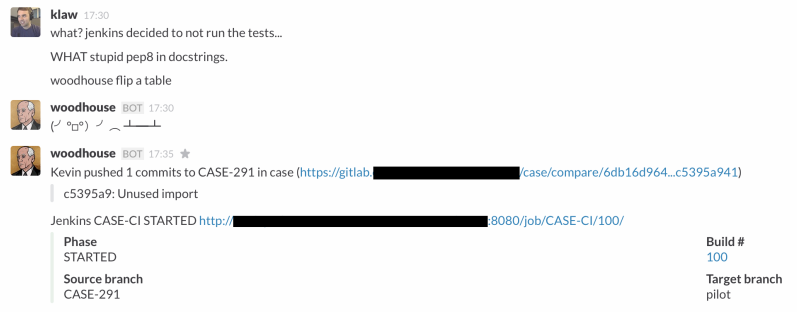 klaw 17:30
what? jenkins decided to not run the tests...
WHAT stupid pep8 in docstrings.
woodhouse flip a table
woodhouse BOT 17:30
(╯°□°）╯︵ ┻━┻
woodhouse BOT 17:35 ★
Kevin pushed 1 commits to CASE-291 in case (https://gitlab. /case/compare/6db16d964...c5395a941)
c5395a9: Unused import
Jenkins CASE-CI STARTED http:// :8080/job/CASE-CI/100/
Phase Build #
STARTED 100
Source branch Target branch
CASE-291 pilot